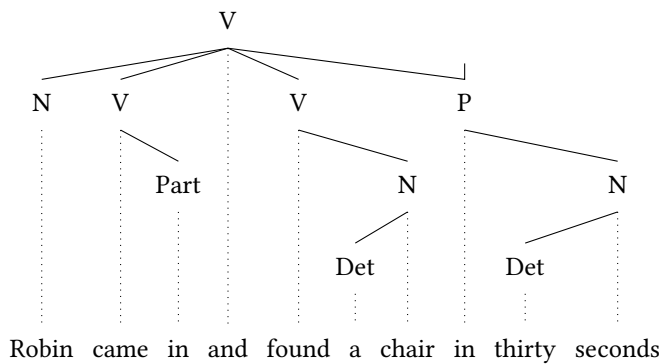 V
N V V P
Part N N
Det Det
Robin came in and found a chair in thirty seconds